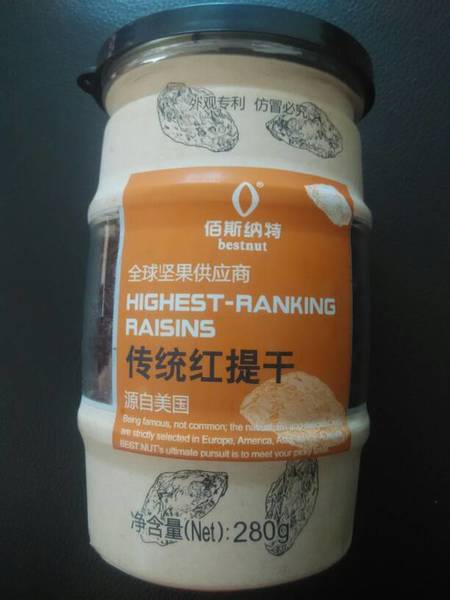 外观专利 仿冒必究
®
佰斯纳特
bestnut
全球坚果供应商
HIGHEST-RANKING
RAISINS
传统红提干
源自美国
Being famous, not common; the natural
are strictly selected in Europe, America,
BEST NUT's ultimate pursuit is to meet your picky
净含量(Net): 280g